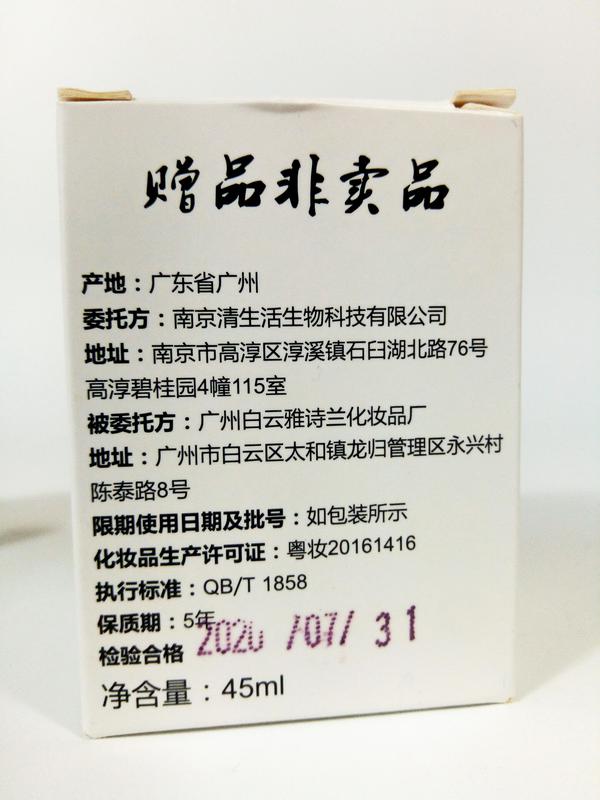 赠品非卖品
产地：广东省广州
委托方：南京清生活生物科技有限公司
地址：南京市高淳区淳溪镇石臼湖北路76号
高淳碧桂园4幢115室
被委托方：广州白云雅诗兰化妆品厂
地址：广州市白云区太和镇龙归管理区永兴村
陈泰路8号
限期使用日期及批号：如包装所示
化妆品生产许可证：粤妆20161416
执行标准：QB/T 1858
保质期：5年
2020/07/31
检验合格
净含量：45ml